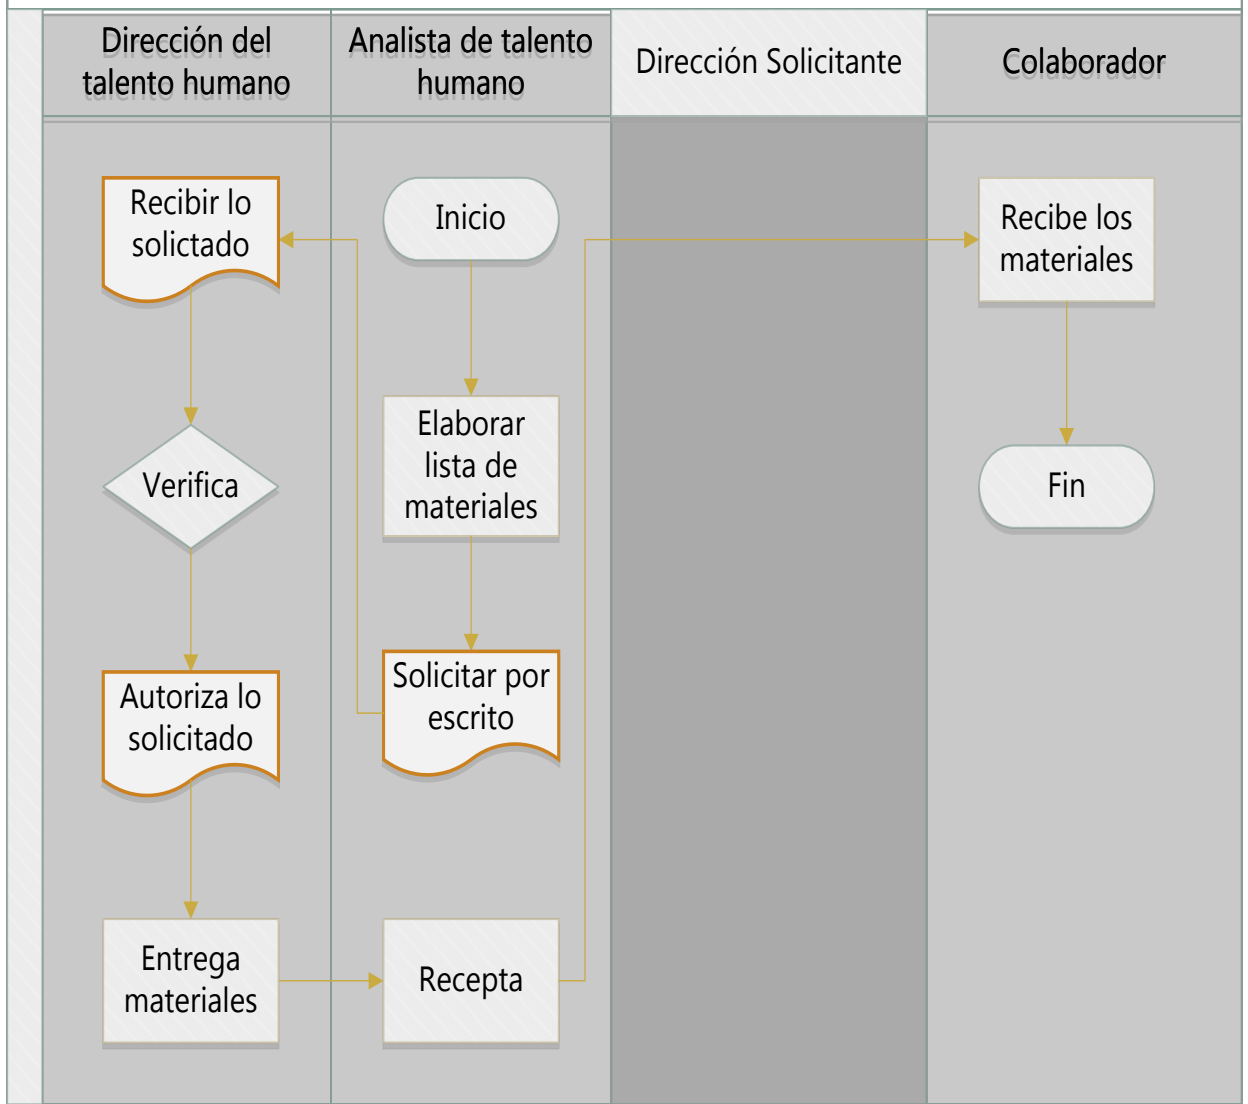 Dirección del
talento humano
Analista de talento
humano
Dirección Solicitante
Colaborador
Recibir lo
solictado
Inicio
Recibe los
materiales
Elaborar
lista de
materiales
Verifica
Fin
Autoriza lo
solicitado
Solicitar por
escrito
Entrega
materiales
Recepta